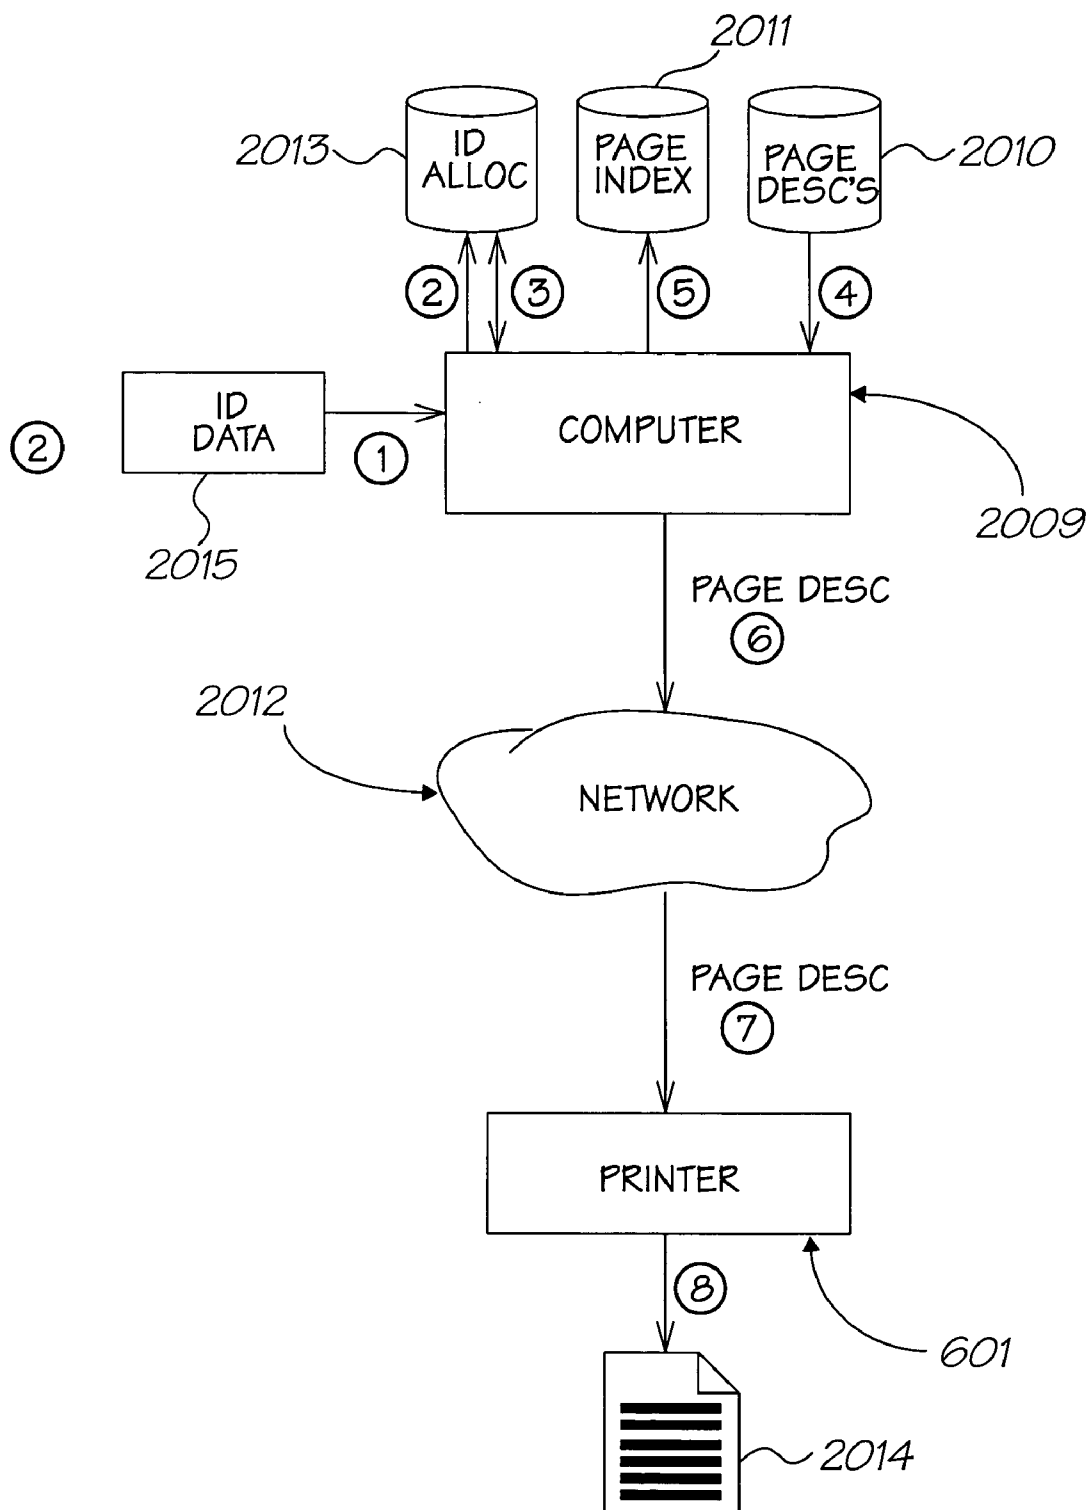 2011
2013
ID
ALLOC
PAGE
INDEX
PAGE
DESC'S
2010
2
3
5
4
ID
DATA
COMPUTER
2
1
2015
2009
PAGE DESC
6
2012
NETWORK
PAGE DESC
7
PRINTER
8
601
2014